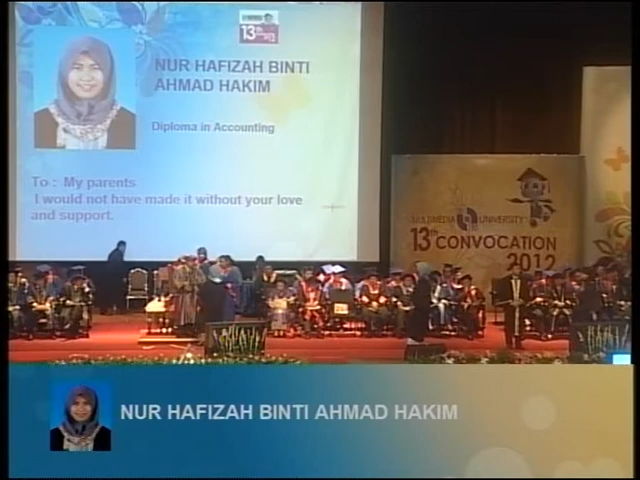 13th
NUR HAFIZAH BINTI
AHMAD HAKIM
Diploma in Accounting
To : My parents
I would not have made it without your love
and support.
MULTIMEDIA UNIVERSITY
13th CONVOCATION
2012
NUR HAFIZAH BINTI AHMAD HAKIM